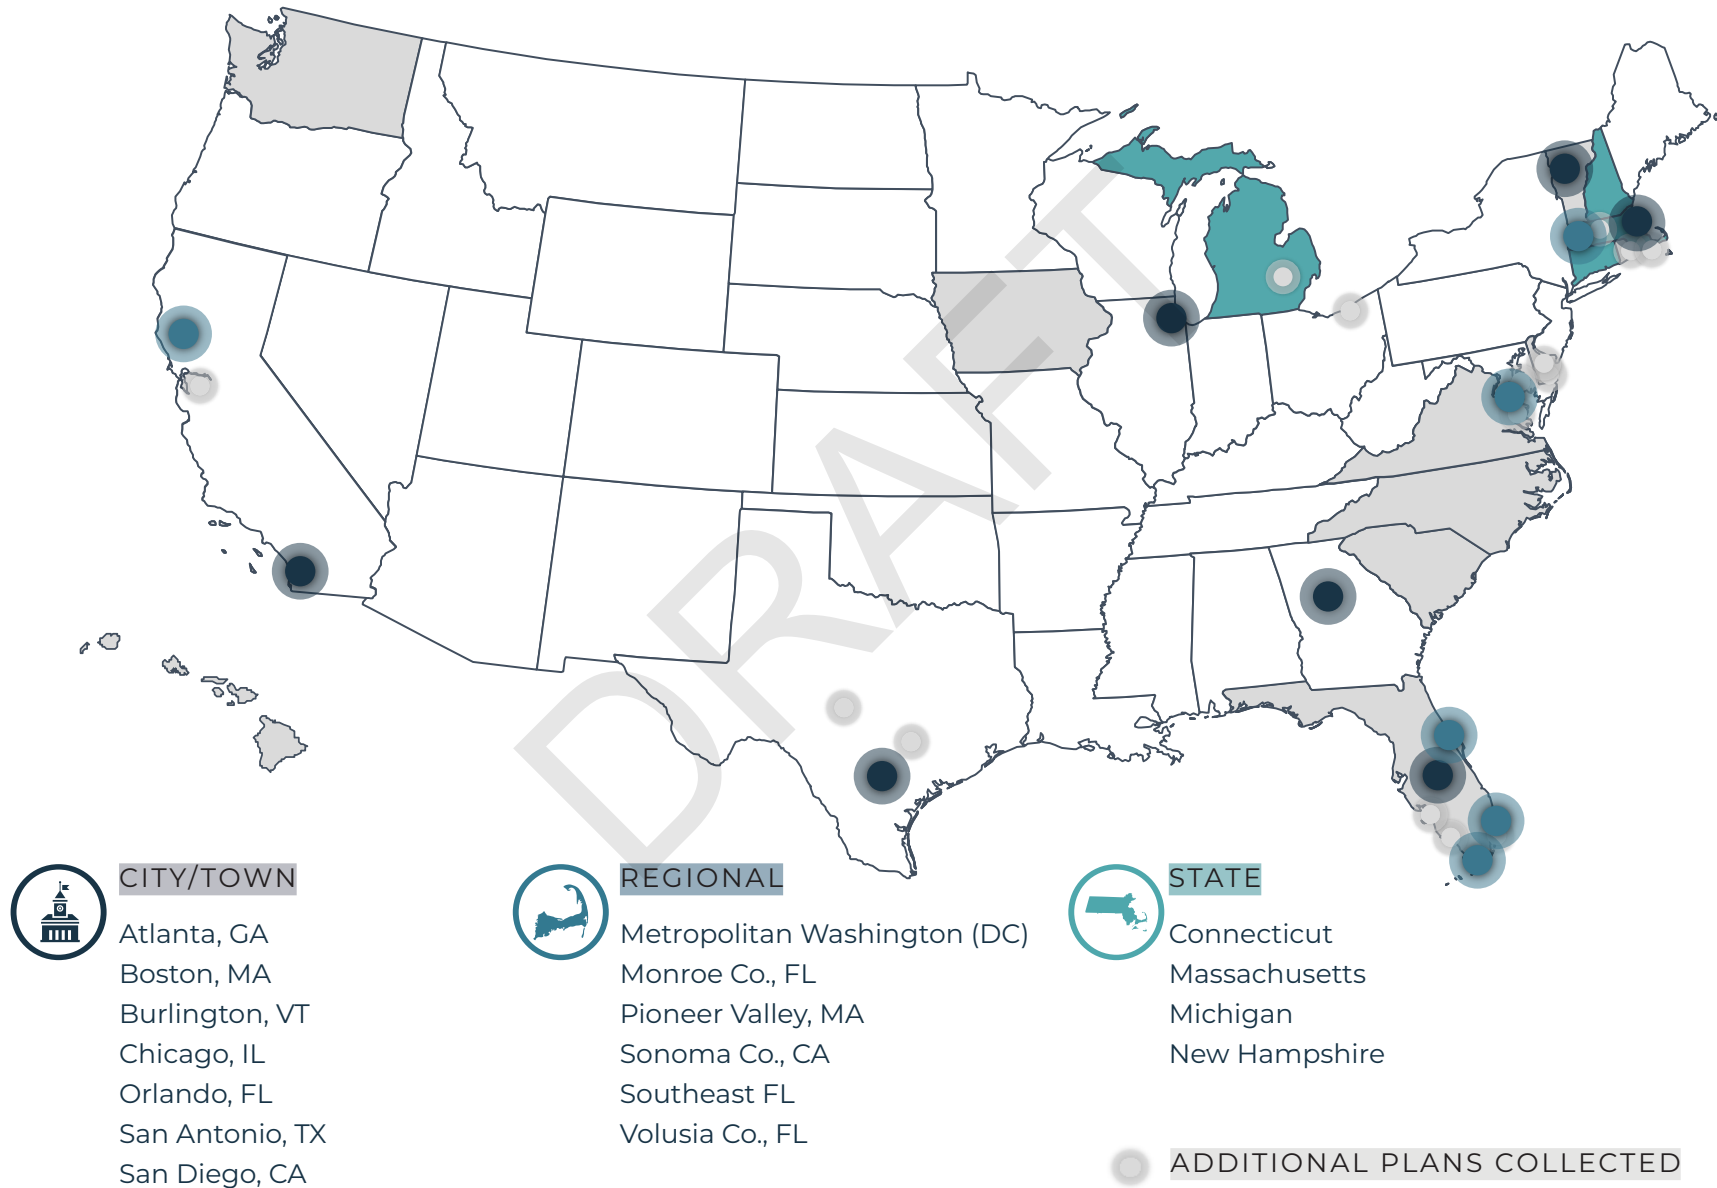 DRAFT
CITY/TOWN
Atlanta, GA
Boston, MA
Burlington, VT
Chicago, IL
Orlando, FL
San Antonio, TX
San Diego, CA
REGIONAL
Metropolitan Washington (DC)
Monroe Co., FL
Pioneer Valley, MA
Sonoma Co., CA
Southeast FL
Volusia Co., FL
STATE
Connecticut
Massachusetts
Michigan
New Hampshire
ADDITIONAL PLANS COLLECTED